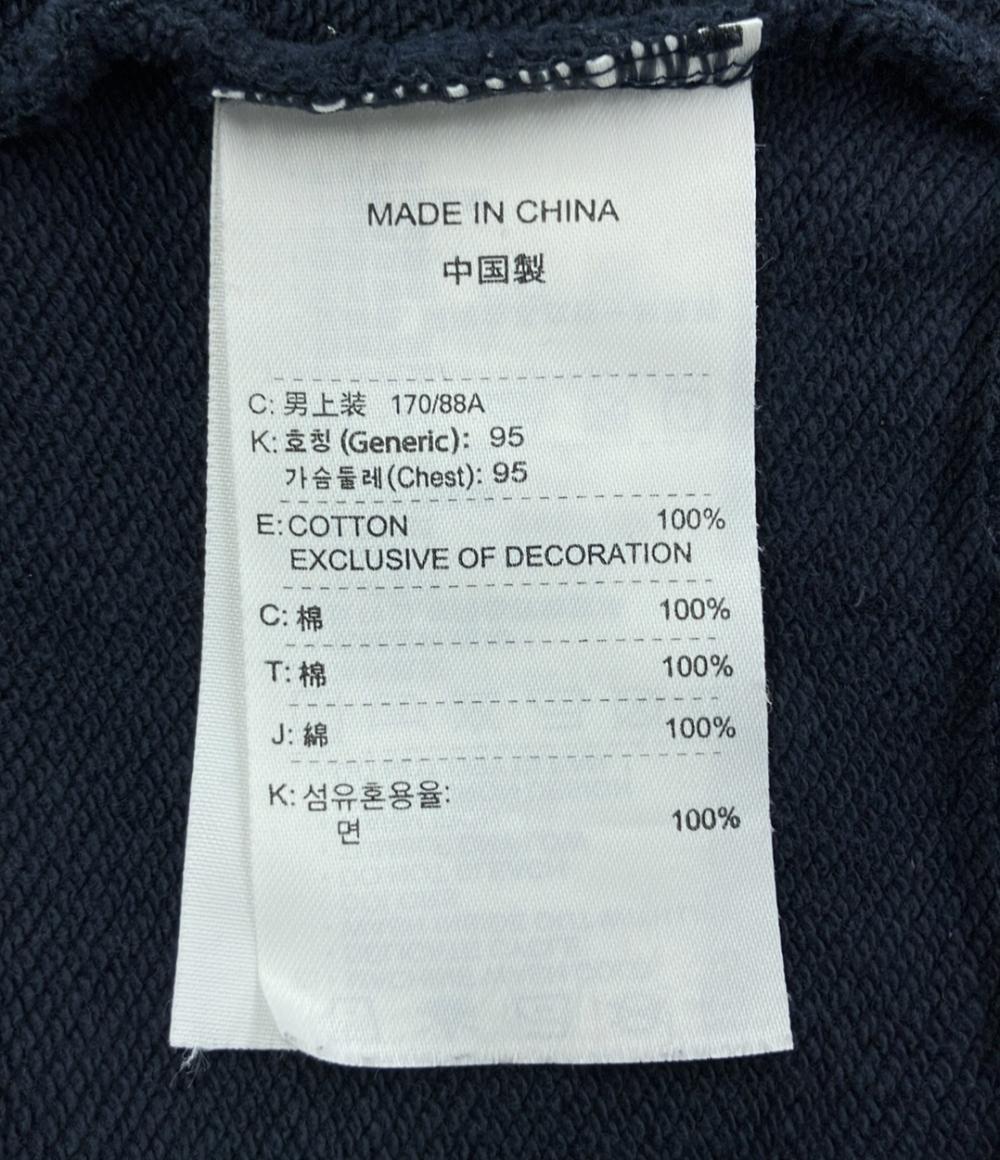 MADE IN CHINA
中国製
C: 男上装 170/88A
K: 호칭 (Generic): 95
가슴둘레(Chest): 95
E: COTTON 100%
EXCLUSIVE OF DECORATION
C: 棉 100%
T: 棉 100%
J: 綿 100%
K: 섬유혼용율:
면 100%